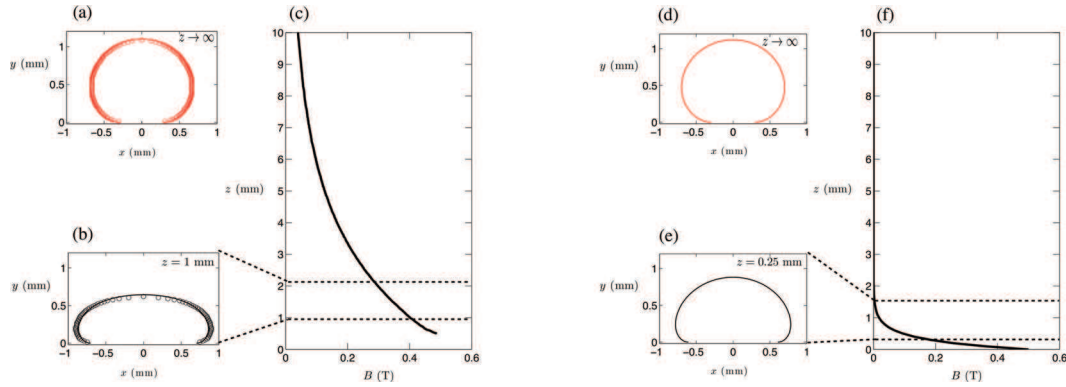 (a)
z→∞
y (mm)
1
0.5
0
−1 −0.5 0 0.5 1
x (mm)
(b)
z = 1 mm
y (mm)
1
0.5
0
−1 −0.5 0 0.5 1
x (mm)
(c)
10
9
8
7
6
5
4
3
2
1
0
z (mm)
0 0.2 0.4 0.6
B (T)
(d)
z→∞
y (mm)
1
0.5
0
−1 −0.5 0 0.5 1
x (mm)
(e)
z = 0.25 mm
y (mm)
1
0.5
0
−1 −0.5 0 0.5 1
x (mm)
(f)
10
9
8
7
6
5
4
3
2
1
0
z (mm)
0 0.2 0.4 0.6
B (T)